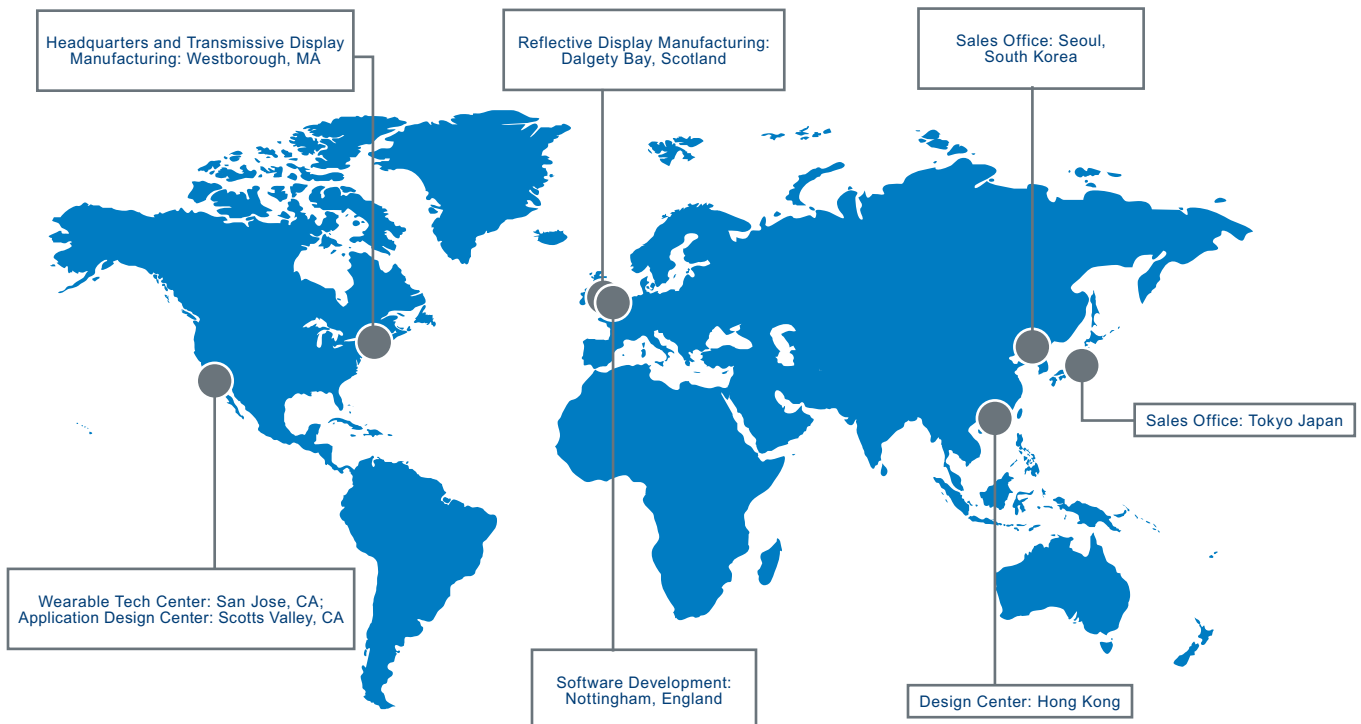 Headquarters and Transmissive Display
Manufacturing: Westborough, MA
Reflective Display Manufacturing:
Dalgety Bay, Scotland
Sales Office: Seoul,
South Korea
Sales Office: Tokyo Japan
Wearable Tech Center: San Jose, CA;
Application Design Center: Scotts Valley, CA
Software Development:
Nottingham, England
Design Center: Hong Kong